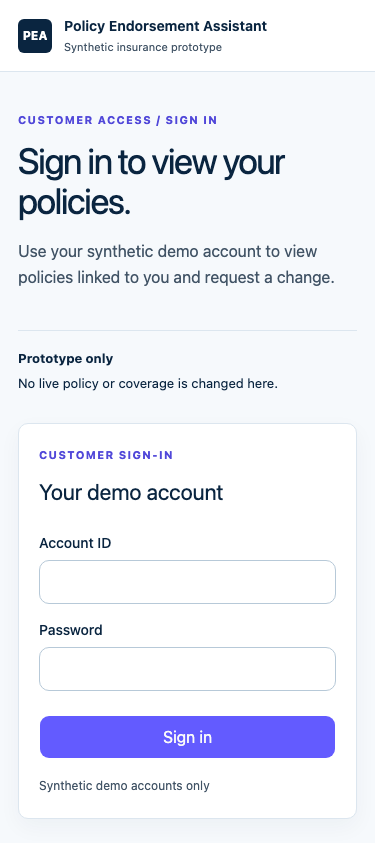 PEA
Policy Endorsement Assistant
Synthetic insurance prototype
CUSTOMER ACCESS / SIGN IN
Sign in to view your
policies.
Use your synthetic demo account to view
policies linked to you and request a change.
Prototype only
No live policy or coverage is changed here.
CUSTOMER SIGN-IN
Your demo account
Account ID
Password
Sign in
Synthetic demo accounts only